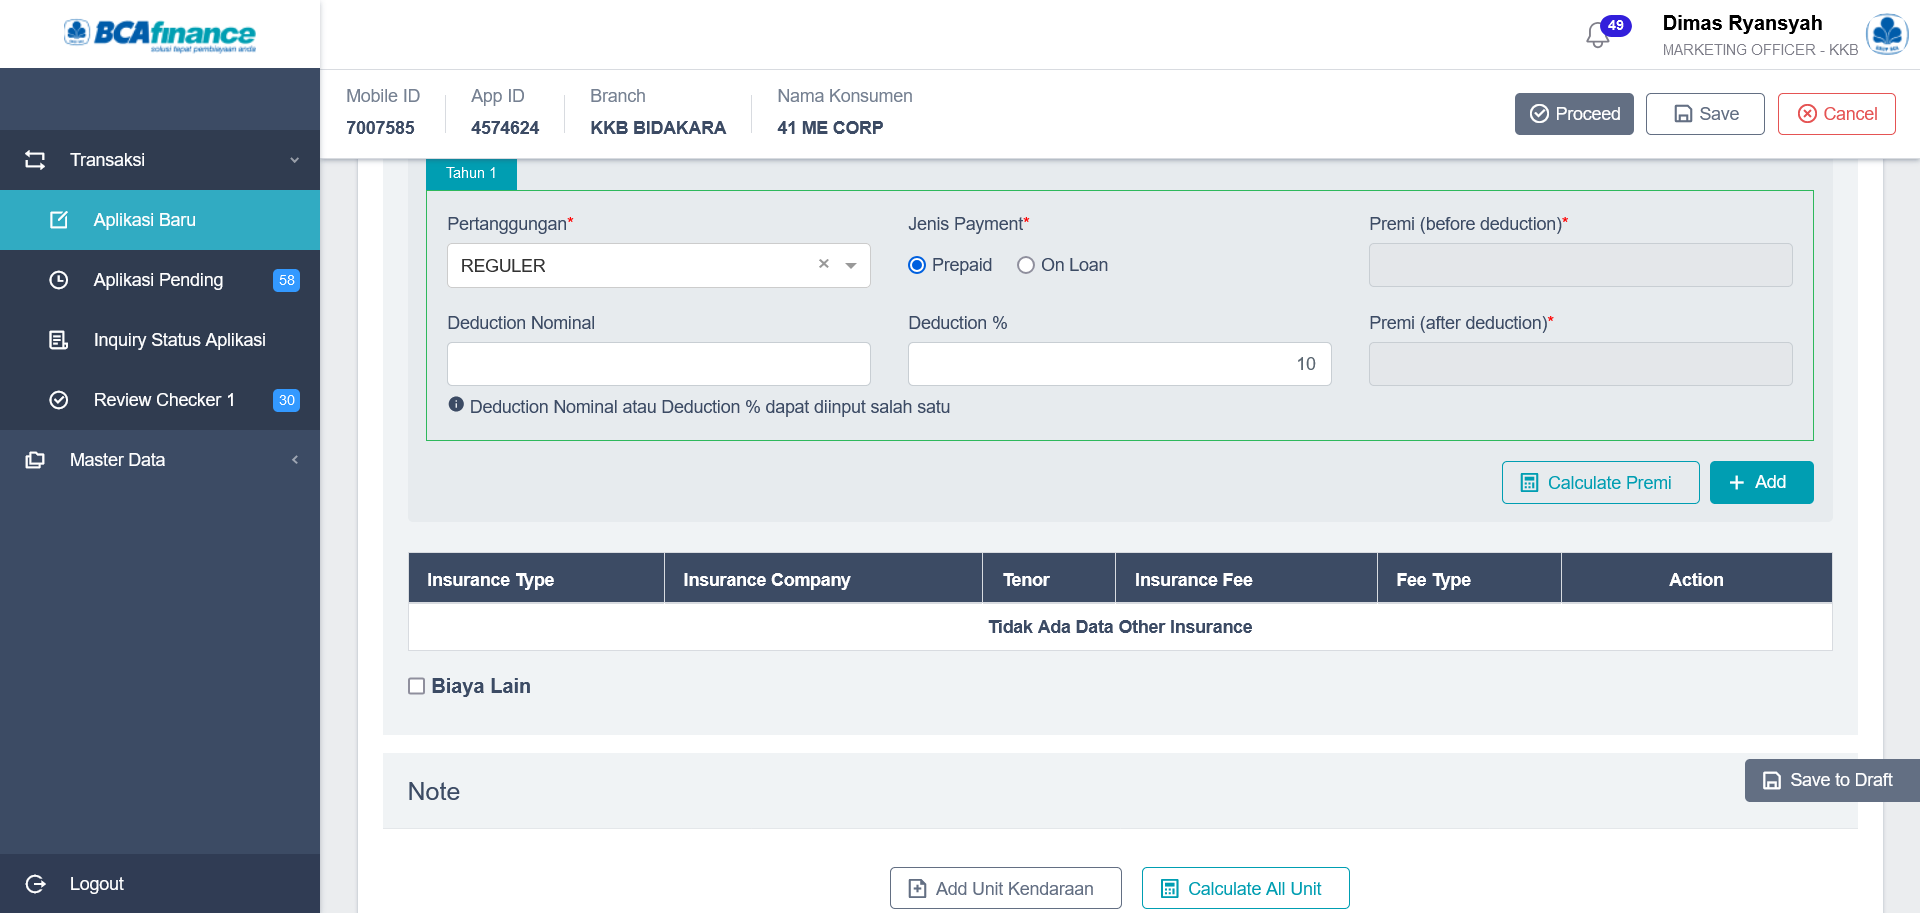 BCAfinance
solusi tepat pembiayaan anda
49
Dimas Ryansyah
MARKETING OFFICER - KKB
Mobile ID
7007585
App ID
4574624
Branch
KKB BIDAKARA
Nama Konsumen
41 ME CORP
Proceed
Save
Cancel
Transaksi
Aplikasi Baru
Aplikasi Pending 58
Inquiry Status Aplikasi
Review Checker 1 30
Master Data
Logout
Tahun 1
Pertanggungan*
REGULER
Jenis Payment*
Prepaid On Loan
Premi (before deduction)*
Deduction Nominal
Deduction %
10
Premi (after deduction)*
Deduction Nominal atau Deduction % dapat diinput salah satu
Calculate Premi
+ Add
Insurance Type Insurance Company Tenor Insurance Fee Fee Type Action
Tidak Ada Data Other Insurance
Biaya Lain
Note
Save to Draft
Add Unit Kendaraan
Calculate All Unit